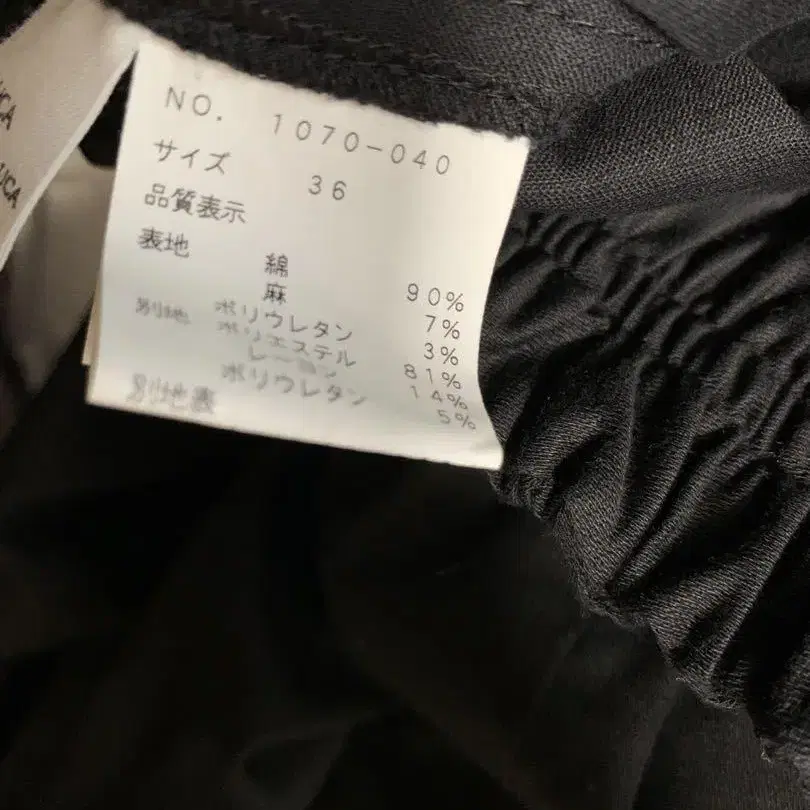 NO. 1070-040
サイズ 36
品質表示
表地
綿 90%
麻 7%
ポリウレタン 3%
別地 ポリエステル 81%
レーヨン 14%
ポリウレタン 5%
別地表
UCA
UCA